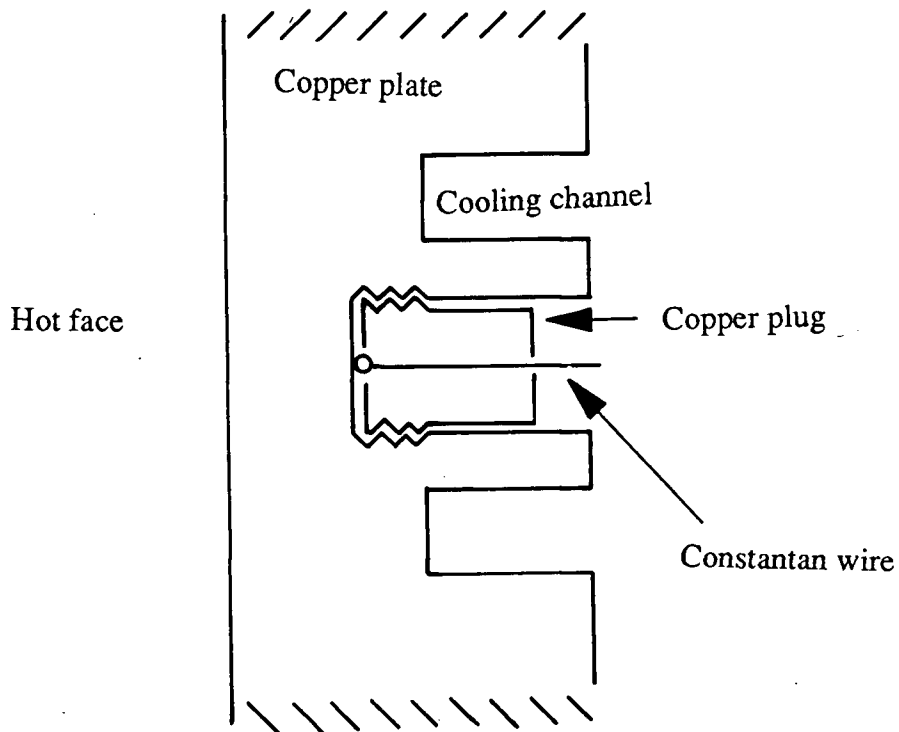 Copper plate
Cooling channel
Hot face
Copper plug
Constantan wire